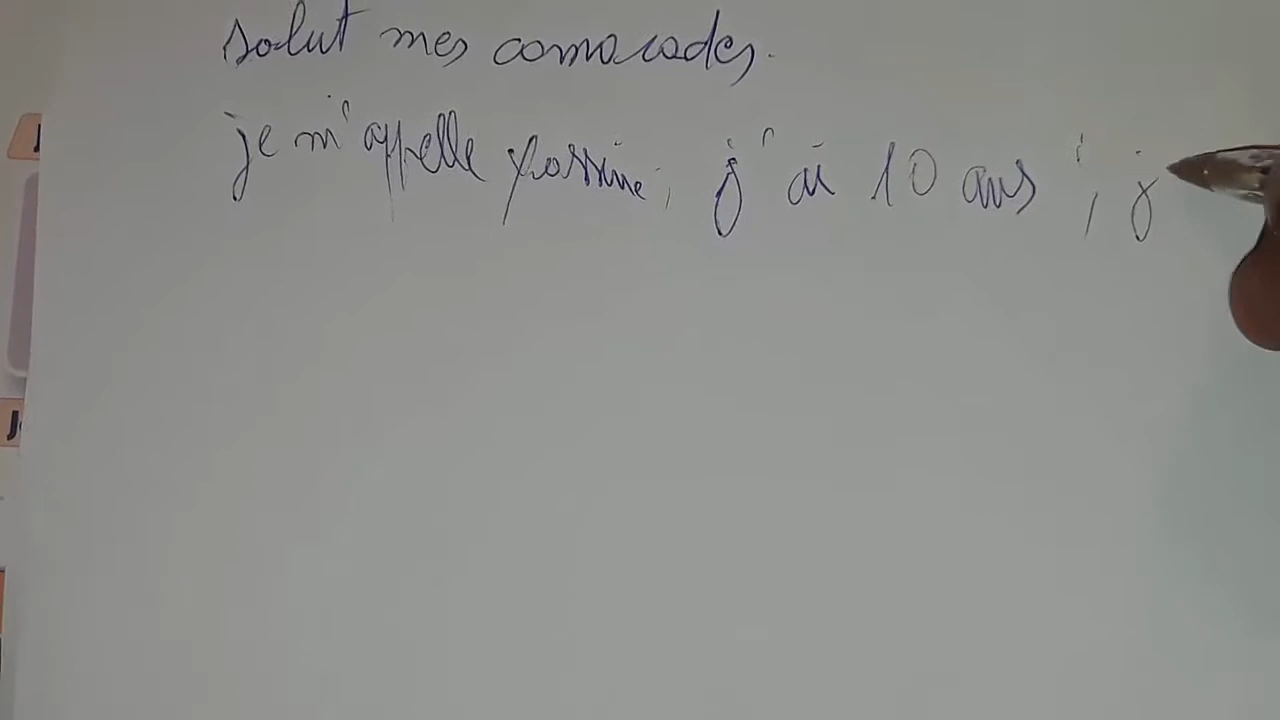 salut mes camarades.
je m'appelle yassine, j'ai 10 ans, j
J